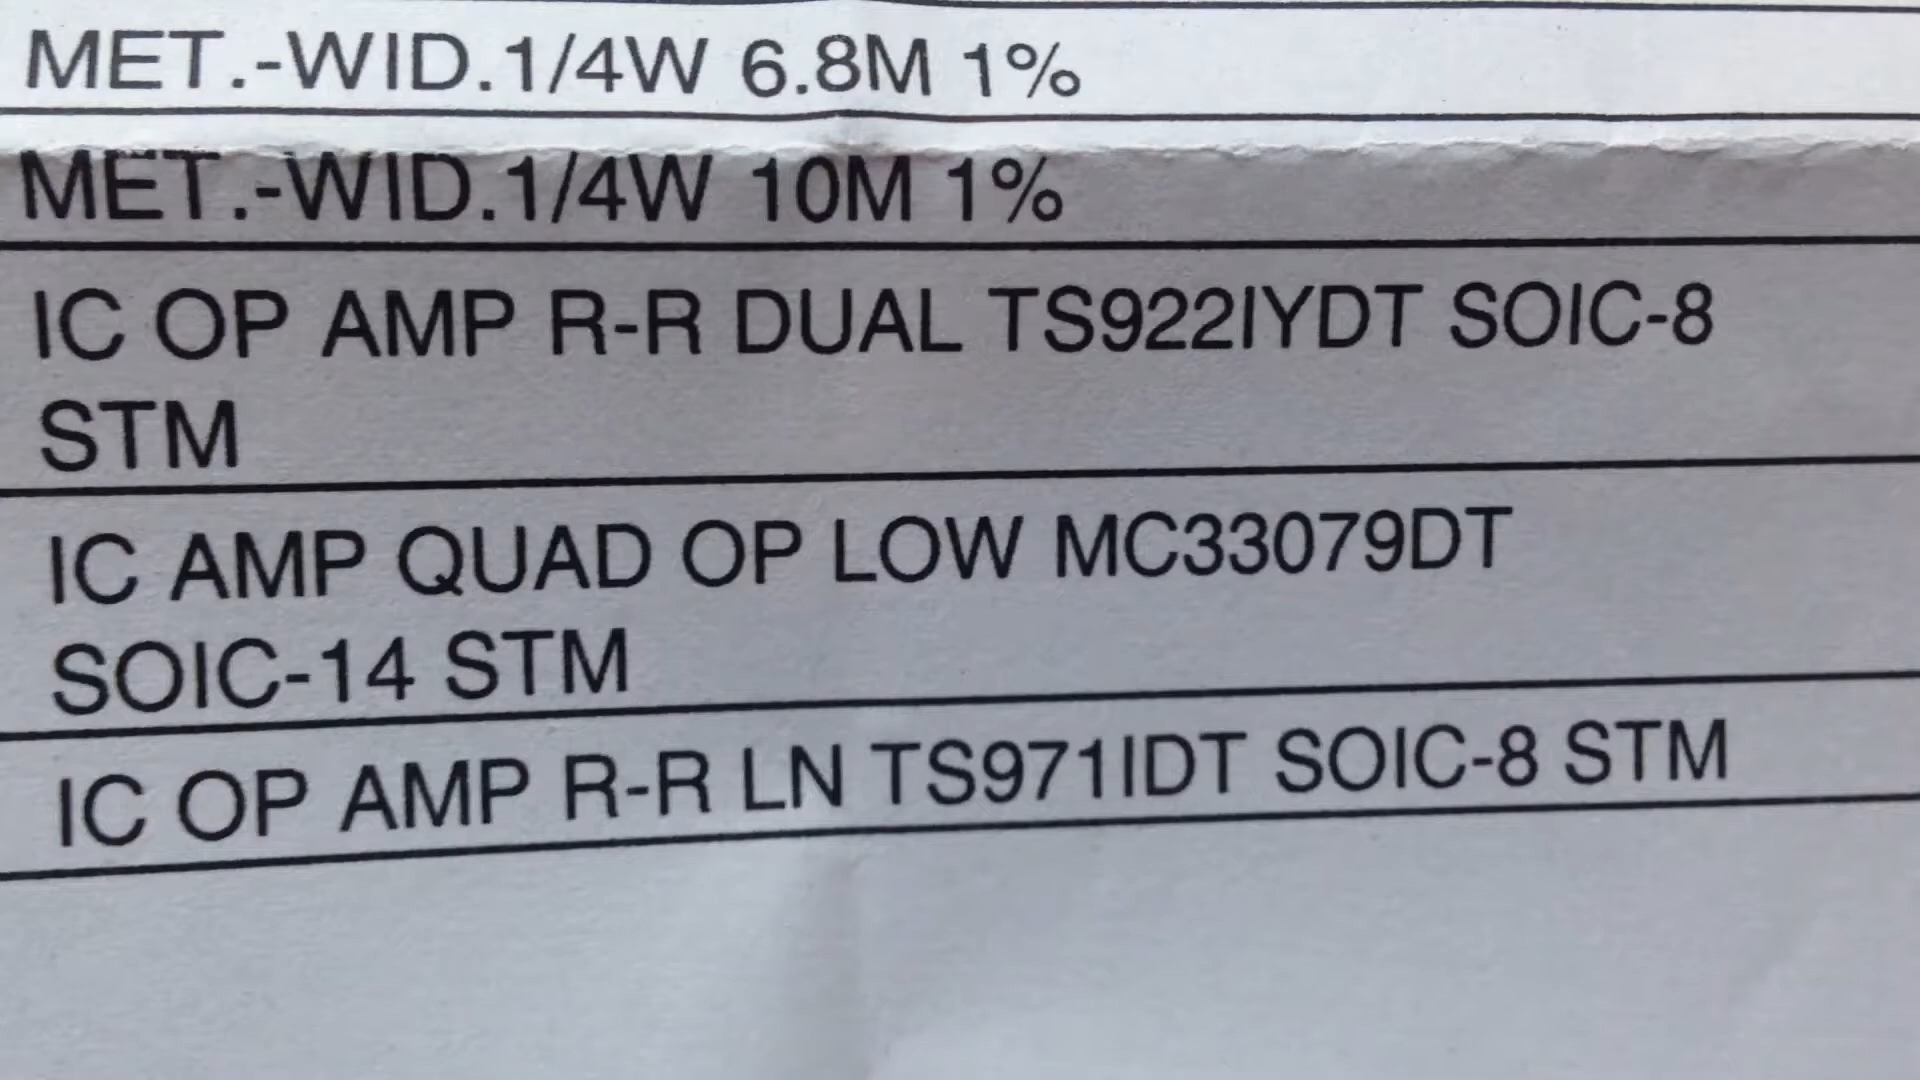 MET.-WID.1/4W 6.8M 1%
MET.-WID.1/4W 10M 1%
IC OP AMP R-R DUAL TS922IYDT SOIC-8
STM
IC AMP QUAD OP LOW MC33079DT
SOIC-14 STM
IC OP AMP R-R LN TS971IDT SOIC-8 STM